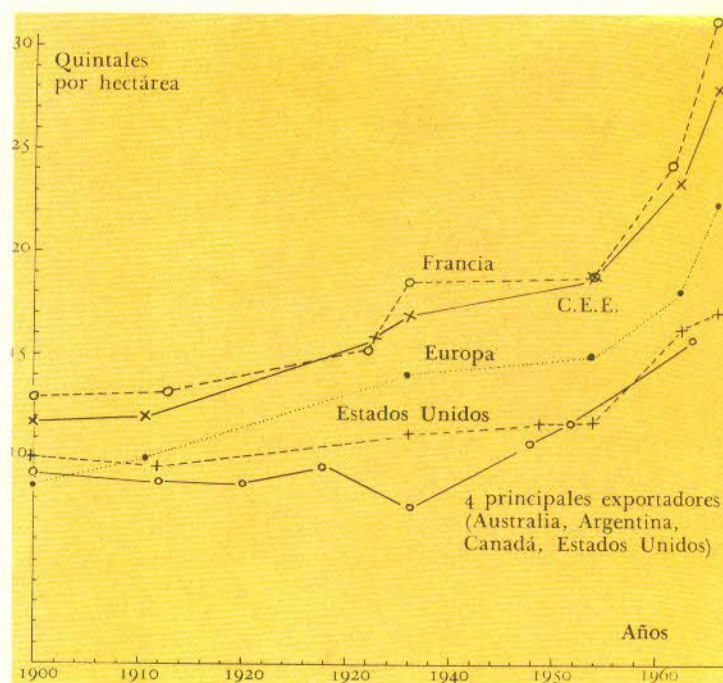 30
Quintales
por hectárea
25
20
Francia
C.E.E.
15
Europa
Estados Unidos
10
4 principales exportadores
(Australia, Argentina,
Canadá, Estados Unidos)
Años
1900 1910 1920 1920 1940 1950 1960